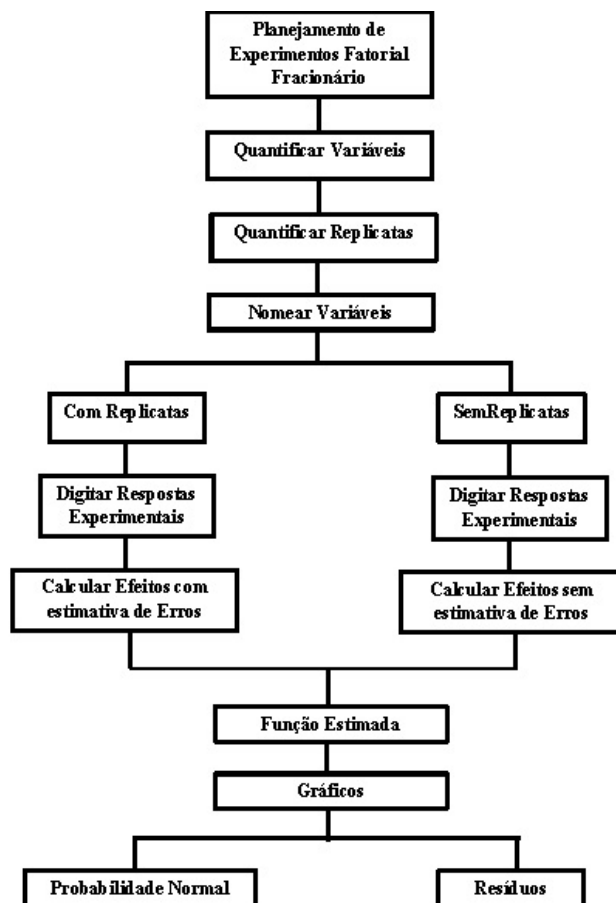 Planejamento de
Experimentos Fatorial
Fracionário
Quantificar Variáveis
Quantificar Replicatas
Nomear Variáveis
Com Replicatas
SemReplicatas
Digitar Respostas
Experimentais
Digitar Respostas
Experimentais
Calcular Efeitos com
estimativa de Erros
Calcular Efeitos sem
estimativa de Erros
Função Estimada
Gráficos
Probabilidade Normal
Resíduos